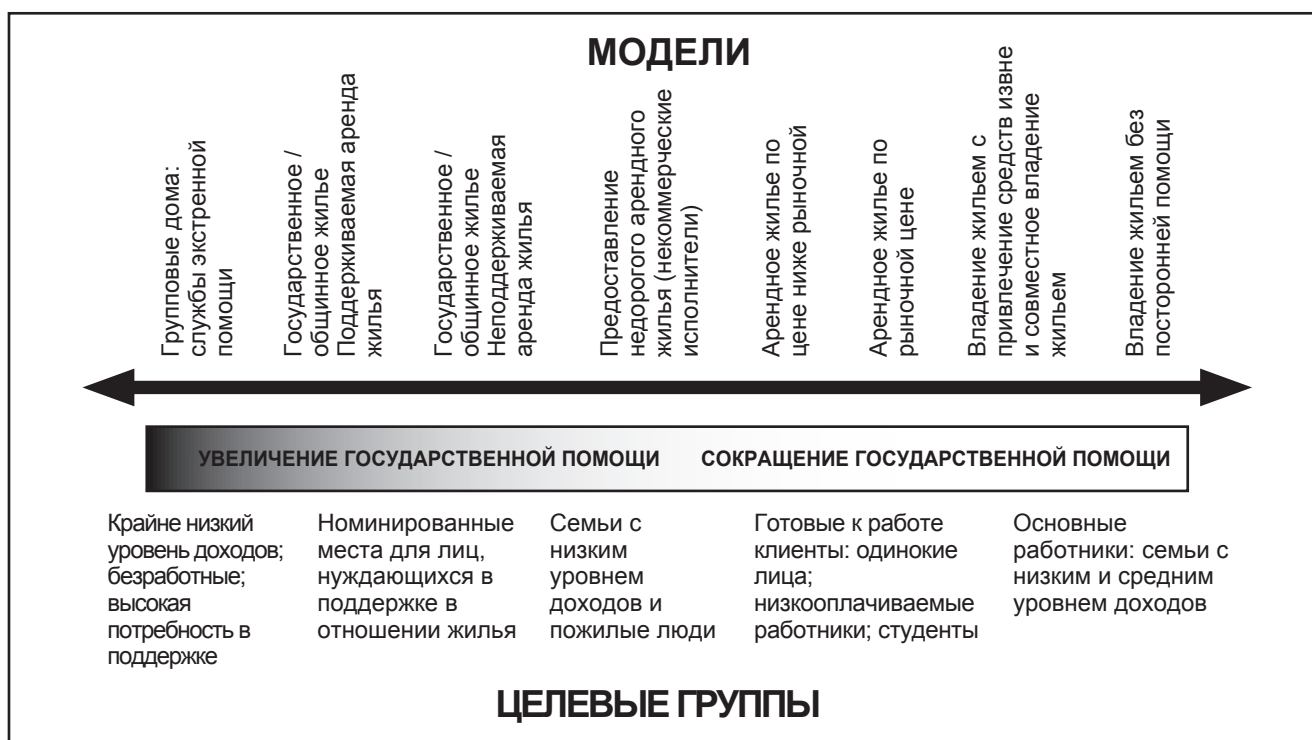 МОДЕЛИ
Групповые дома:
службы экстренной
помощи
Государственное /
общинное жилье
Поддерживаемая аренда
жилья
Государственное /
общинное жилье
Неподдерживаемая
аренда жилья
Предоставление
недорогого арендного
жилья (некоммерческие
исполнители)
Арендное жилье по
цене ниже рыночной
Арендное жилье по
рыночной цене
Владение жильем с
привлечение средств извне
и совместное владение
жильем
Владение жильем без
посторонней помощи
УВЕЛИЧЕНИЕ ГОСУДАРСТВЕННОЙ ПОМОЩИ
СОКРАЩЕНИЕ ГОСУДАРСТВЕННОЙ ПОМОЩИ
Крайне низкий
уровень доходов;
безработные;
высокая
потребность в
поддержке
Номинированные
места для лиц,
нуждающихся в
поддержке в
отношении жилья
Семьи с
низким
уровнем
доходов и
пожилые люди
Готовые к работе
клиенты: одинокие
лица;
низкооплачиваемые
работники; студенты
Основные
работники: семьи с
низким и средним
уровнем доходов
ЦЕЛЕВЫЕ ГРУППЫ